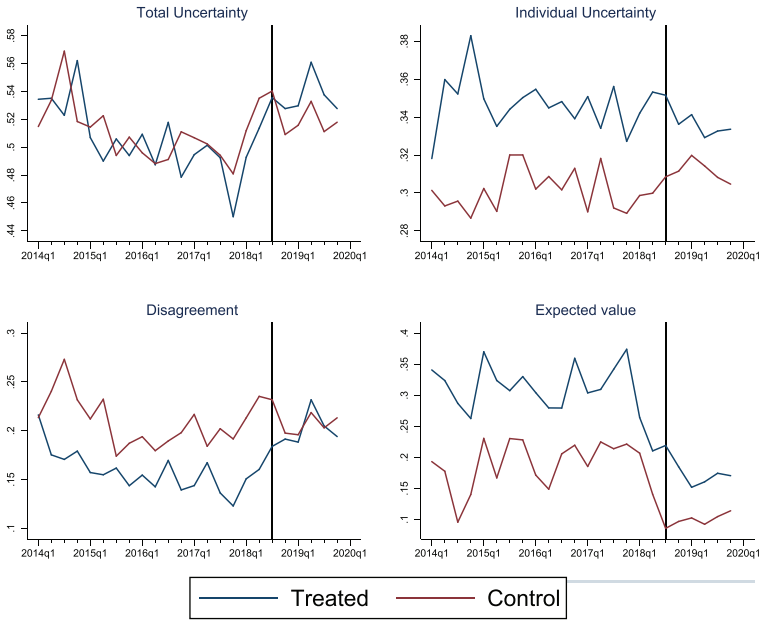 Total Uncertainty
.58
.56
.54
.52
.5
.48
.46
.44
2014q1 2015q1 2016q1 2017q1 2018q1 2019q1 2020q1
Individual Uncertainty
.38
.36
.34
.32
.3
.28
2014q1 2015q1 2016q1 2017q1 2018q1 2019q1 2020q1
Disagreement
.3
.25
.2
.15
.1
2014q1 2015q1 2016q1 2017q1 2018q1 2019q1 2020q1
Expected value
.4
.35
.3
.25
.2
.15
.1
2014q1 2015q1 2016q1 2017q1 2018q1 2019q1 2020q1
Treated Control